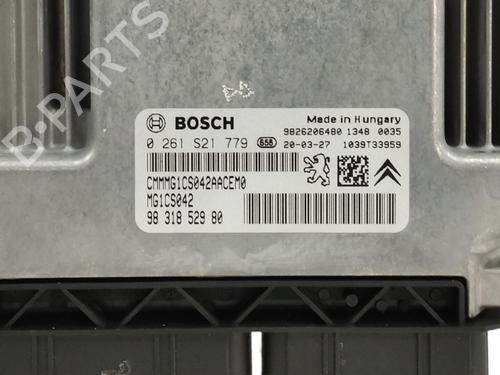 B-PARTS
BOSCH
Made in Hungary
9826206480 1348 0035
0 261 S21 779 658 20-03-27 1039T33959
CMMMG1CS042AACEM0
MG1CS042
98 318 529 80